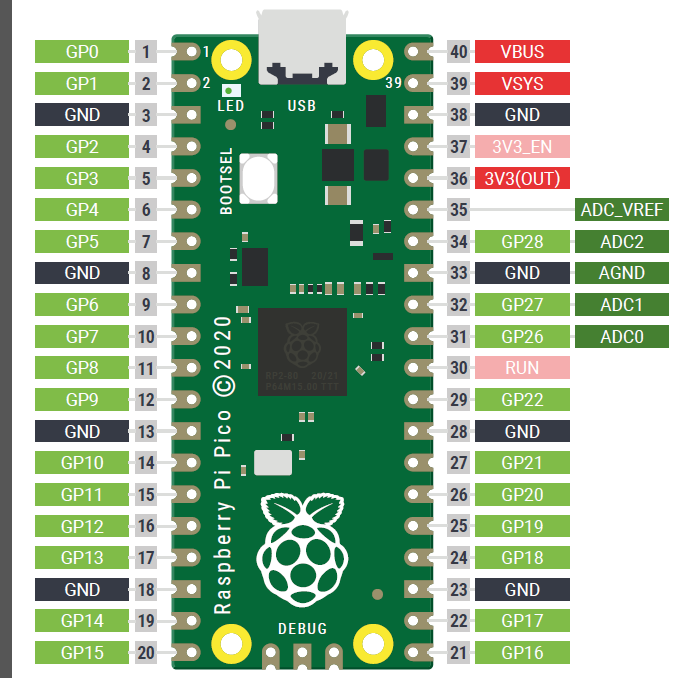 GP0 1 1 40 VBUS
GP1 2 2 39 39 VSYS
GND 3 LED USB 38 GND
GP2 4 37 3V3_EN
GP3 5 BOOTSEL 36 3V3(OUT)
GP4 6 35 ADC_VREF
GP5 7 34 GP28 ADC2
GND 8 33 GND AGND
GP6 9 32 GP27 ADC1
GP7 10 31 GP26 ADC0
GP8 11 30 RUN
RP2-B0 20/21
P64M15.00 TTT
GP9 12 29 GP22
GND 13 28 GND
GP10 14 27 GP21
GP11 15 26 GP20
GP12 16 25 GP19
GP13 17 24 GP18
GND 18 23 GND
Raspberry Pi Pico ©2020
GP14 19 22 GP17
DEBUG
GP15 20 21 GP16